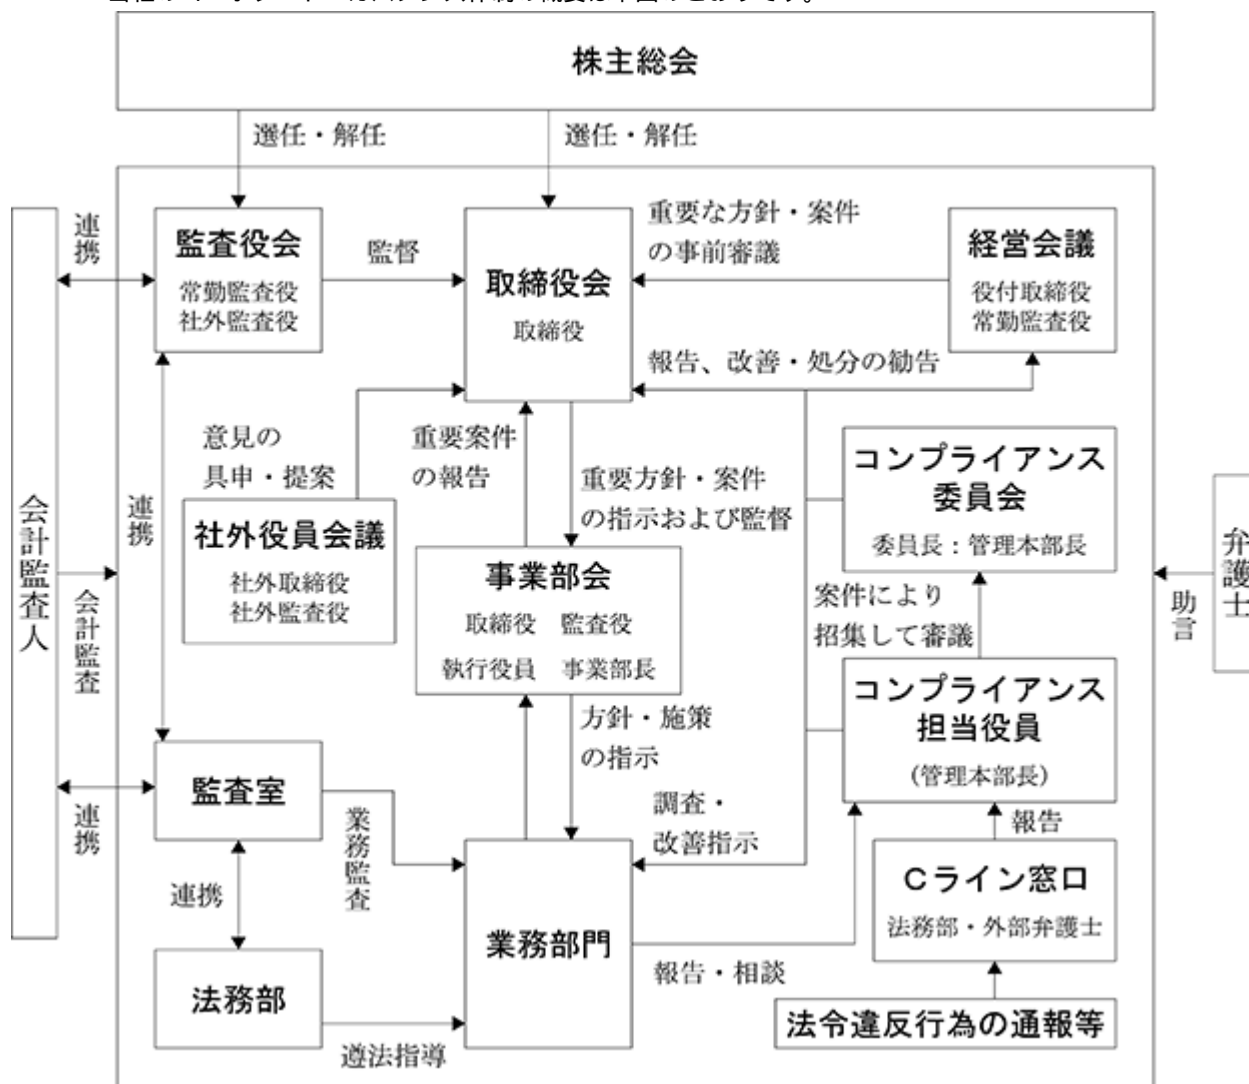 株主総会
選任・解任
選任・解任
連携
監査役会
常勤監査役
社外監査役
監督
取締役会
取締役
重要な方針・案件
の事前審議
経営会議
役付取締役
常勤監査役
報告、改善・処分の勧告
意見の
具申・提案
重要案件
の報告
重要方針・案件
の指示および監督
コンプライアンス
委員会
委員長：管理本部長
会計監査人
連携
社外役員会議
社外取締役
社外監査役
事業部会
取締役　監査役
執行役員　事業部長
案件により
招集して審議
弁護士
助言
会計監査
方針・施策
の指示
コンプライアンス
担当役員
(管理本部長)
連携
監査室
業務監査
調査・
改善指示
報告
Cライン窓口
法務部・外部弁護士
連携
業務部門
報告・相談
法務部
遵法指導
法令違反行為の通報等